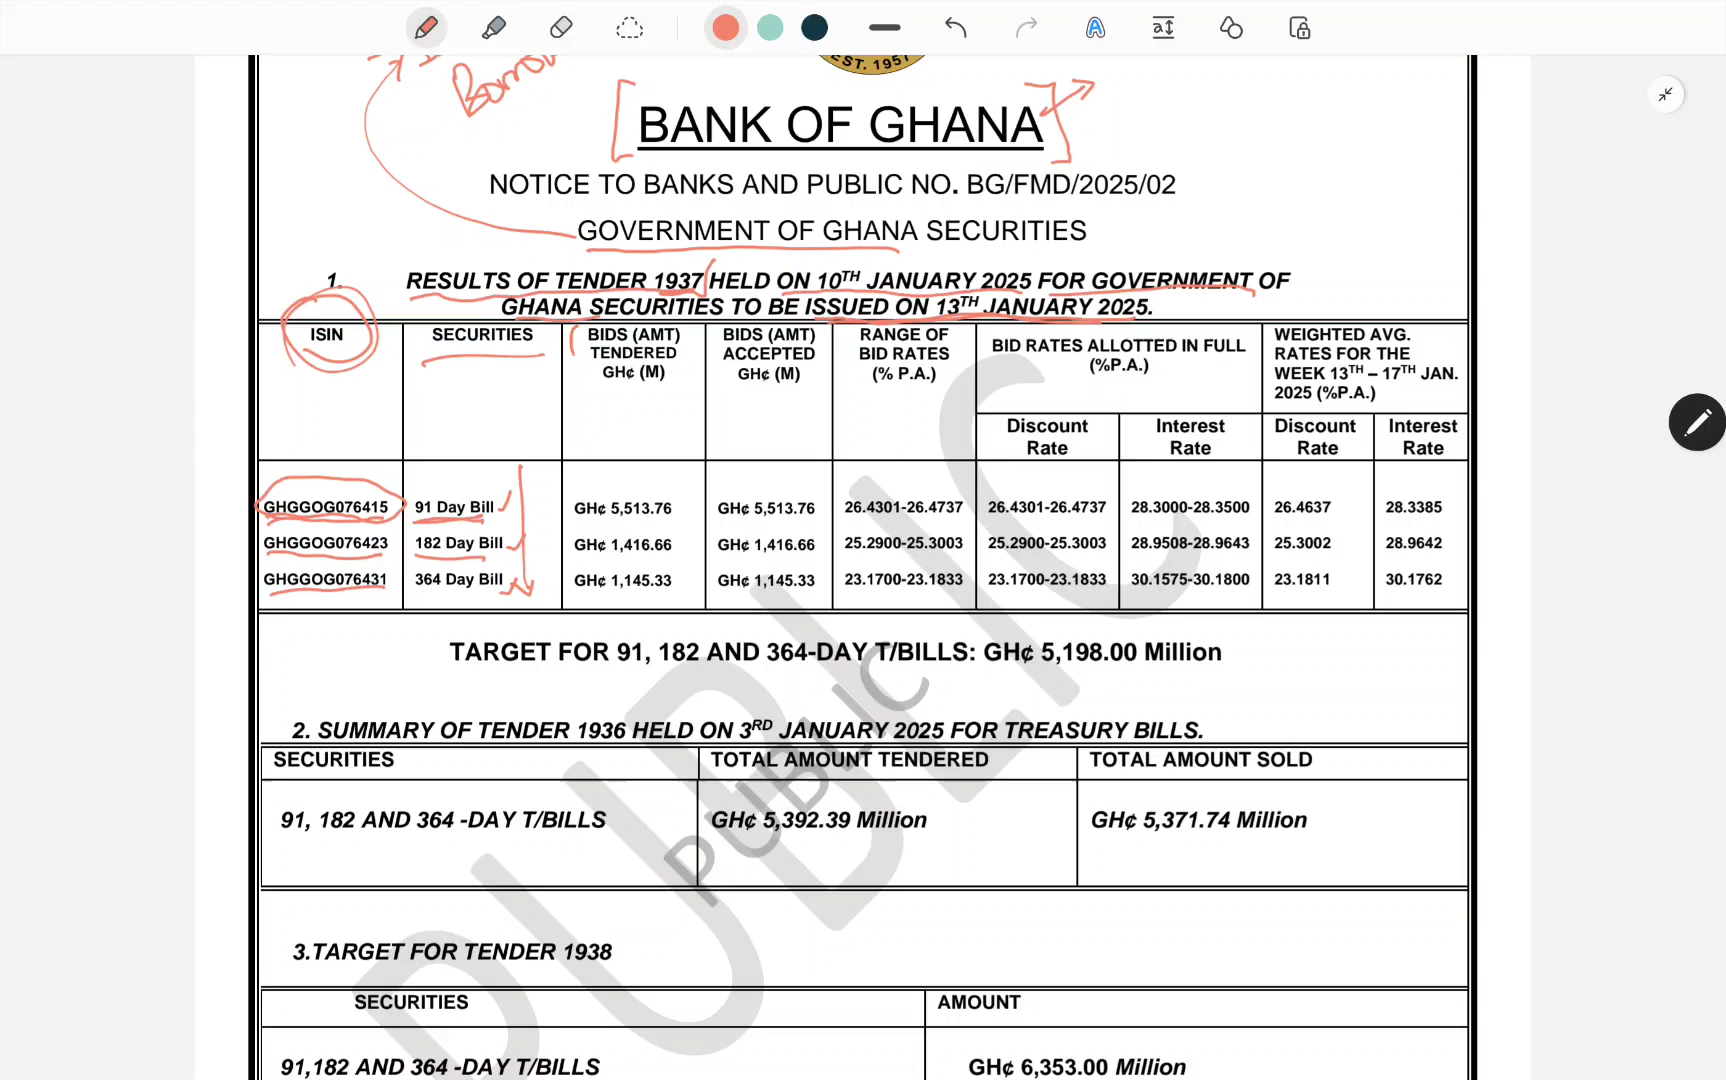 EST. 1957
Borrow
BANK OF GHANA
NOTICE TO BANKS AND PUBLIC NO. BG/FMD/2025/02
GOVERNMENT OF GHANA SECURITIES
1. RESULTS OF TENDER 1937 HELD ON 10TH JANUARY 2025 FOR GOVERNMENT OF
GHANA SECURITIES TO BE ISSUED ON 13TH JANUARY 2025.
ISIN SECURITIES BIDS (AMT) TENDERED GH¢ (M) BIDS (AMT) ACCEPTED GH¢ (M) RANGE OF BID RATES (% P.A.) BID RATES ALLOTTED IN FULL (%P.A.) WEIGHTED AVG. RATES FOR THE WEEK 13TH – 17TH JAN. 2025 (%P.A.)
Discount Rate Interest Rate Discount Rate Interest Rate
GHGGOG076415 91 Day Bill GH¢ 5,513.76 GH¢ 5,513.76 26.4301-26.4737 26.4301-26.4737 28.3000-28.3500 26.4637 28.3385
GHGGOG076423 182 Day Bill GH¢ 1,416.66 GH¢ 1,416.66 25.2900-25.3003 25.2900-25.3003 28.9508-28.9643 25.3002 28.9642
GHGGOG076431 364 Day Bill GH¢ 1,145.33 GH¢ 1,145.33 23.1700-23.1833 23.1700-23.1833 30.1575-30.1800 23.1811 30.1762
TARGET FOR 91, 182 AND 364-DAY T/BILLS: GH¢ 5,198.00 Million
2. SUMMARY OF TENDER 1936 HELD ON 3RD JANUARY 2025 FOR TREASURY BILLS.
SECURITIES TOTAL AMOUNT TENDERED TOTAL AMOUNT SOLD
91, 182 AND 364 -DAY T/BILLS GH¢ 5,392.39 Million GH¢ 5,371.74 Million
3.TARGET FOR TENDER 1938
SECURITIES AMOUNT
91,182 AND 364 -DAY T/BILLS GH¢ 6,353.00 Million
PUBLIC
PUBLIC